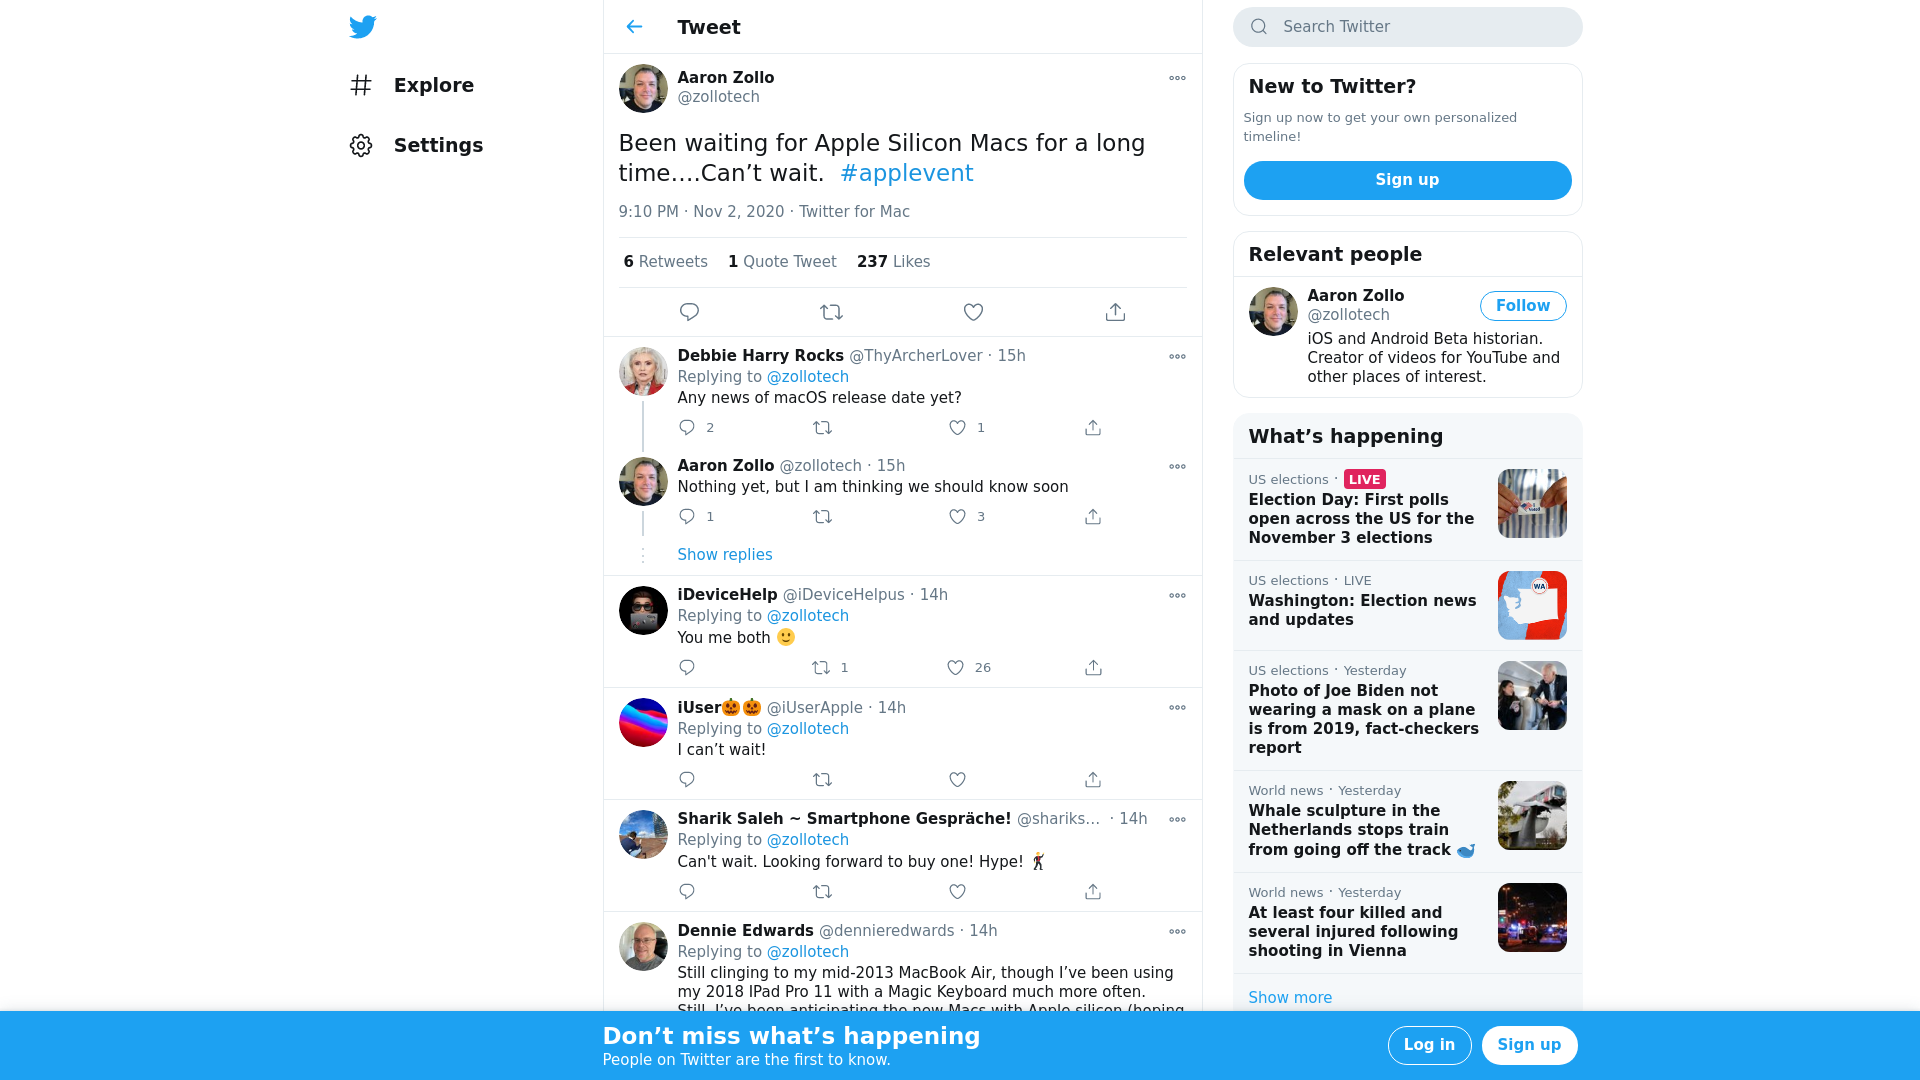 Explore
Settings
Tweet
Aaron Zollo
@zollotech
Been waiting for Apple Silicon Macs for a long
time....Can’t wait. #applevent
9:10 PM · Nov 2, 2020 · Twitter for Mac
6 Retweets 1 Quote Tweet 237 Likes
Debbie Harry Rocks @ThyArcherLover · 15h
Replying to @zollotech
Any news of macOS release date yet?
2 1
Aaron Zollo @zollotech · 15h
Nothing yet, but I am thinking we should know soon
1 3
Show replies
iDeviceHelp @iDeviceHelpus · 14h
Replying to @zollotech
You me both 🙂
1 26
iUser🎃🎃 @iUserApple · 14h
Replying to @zollotech
I can’t wait!
Sharik Saleh ~ Smartphone Gespräche! @shariks… · 14h
Replying to @zollotech
Can't wait. Looking forward to buy one! Hype! 🕺
Dennie Edwards @dennieredwards · 14h
Replying to @zollotech
Still clinging to my mid-2013 MacBook Air, though I’ve been using
my 2018 IPad Pro 11 with a Magic Keyboard much more often.
Still, I’ve been anticipating the new Macs with Apple silicon (hoping
Search Twitter
New to Twitter?
Sign up now to get your own personalized
timeline!
Sign up
Relevant people
Aaron Zollo
@zollotech
Follow
iOS and Android Beta historian.
Creator of videos for YouTube and
other places of interest.
What’s happening
US elections · LIVE
Election Day: First polls
open across the US for the
November 3 elections
US elections · LIVE
Washington: Election news
and updates
WA
US elections · Yesterday
Photo of Joe Biden not
wearing a mask on a plane
is from 2019, fact-checkers
report
World news · Yesterday
Whale sculpture in the
Netherlands stops train
from going off the track 🐋
World news · Yesterday
At least four killed and
several injured following
shooting in Vienna
Show more
Don’t miss what’s happening
People on Twitter are the first to know.
Log in
Sign up